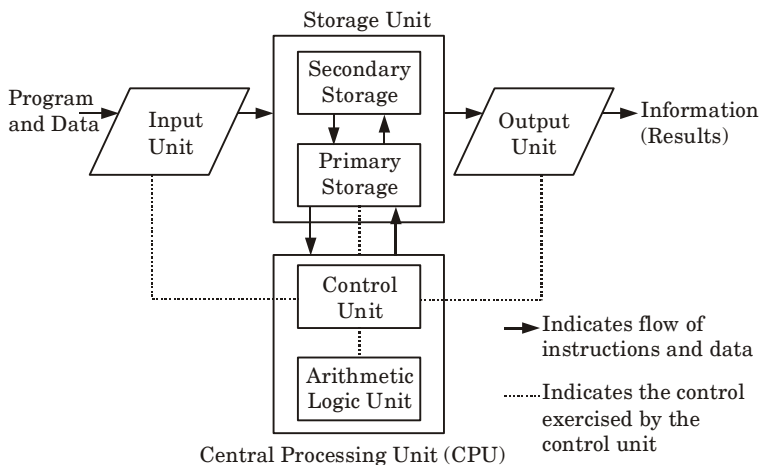 Storage Unit
Secondary
Storage
Program
and Data
Input
Unit
Primary
Storage
Output
Unit
Information
(Results)
Control
Unit
Arithmetic
Logic Unit
Central Processing Unit (CPU)
Indicates flow of
instructions and data
Indicates the control
exercised by the
control unit